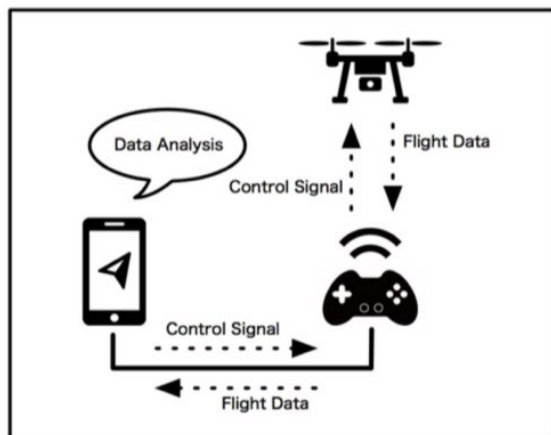 Data Analysis
Flight Data
Control Signal
Control Signal
Flight Data